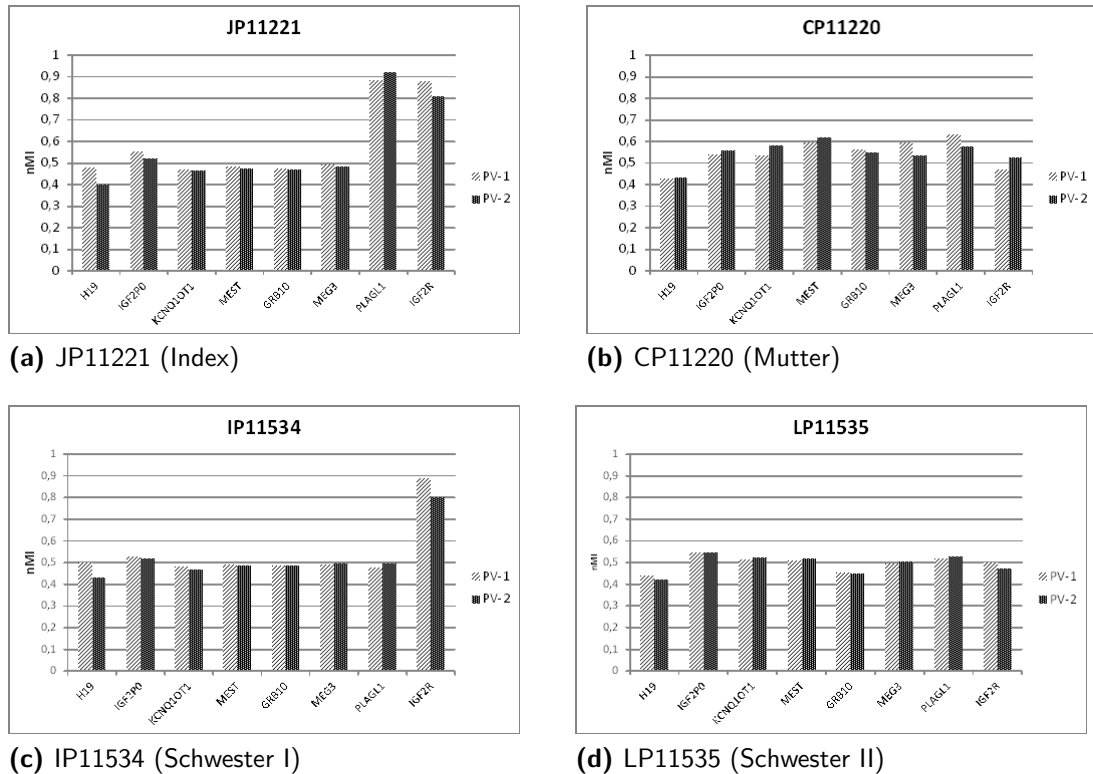 JP11221
1
0,9
0,8
0,7
0,6
0,5
0,4
0,3
0,2
0,1
0
nMI
PV-1
PV-2
H19
IGF2P0
KCNQ1OT1
MEST
GRB10
MEG3
PLAGL1
IGF2R
(a) JP11221 (Index)
CP11220
1
0,9
0,8
0,7
0,6
0,5
0,4
0,3
0,2
0,1
0
nMI
PV-1
PV-2
H19
IGF2P0
KCNQ1OT1
MEST
GRB10
MEG3
PLAGL1
IGF2R
(b) CP11220 (Mutter)
IP11534
1
0,9
0,8
0,7
0,6
0,5
0,4
0,3
0,2
0,1
0
nMI
PV-1
PV-2
H19
IGF2P0
KCNQ1OT1
MEST
GRB10
MEG3
PLAGL1
IGF2R
(c) IP11534 (Schwester I)
LP11535
1
0,9
0,8
0,7
0,6
0,5
0,4
0,3
0,2
0,1
0
nMI
PV-1
PV-2
H19
IGF2P0
KCNQ1OT1
MEST
GRB10
MEG3
PLAGL1
IGF2R
(d) LP11535 (Schwester II)